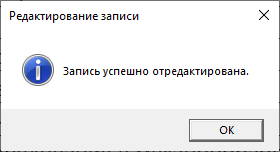 Редактирование записи
Запись успешно отредактирована.
OK